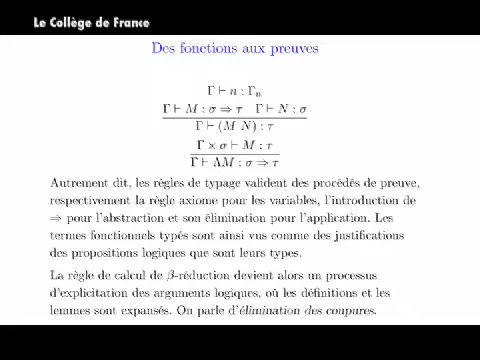 Le Collège de France
Des fonctions aux preuves
Γ ⊢ n : Γₙ
Γ ⊢ M : σ ⇒ τ Γ ⊢ N : σ
Γ ⊢ (M N) : τ
Γ × σ ⊢ M : τ
Γ ⊢ ΛM : σ ⇒ τ
Autrement dit, les règles de typage valident des procédés de preuve,
respectivement la règle axiome pour les variables, l'introduction de
⇒ pour l'abstraction et son élimination pour l'application. Les
termes fonctionnels typés sont ainsi vus comme des justifications
des propositions logiques que sont leurs types.
La règle de calcul de β-réduction devient alors un processus
d'explicitation des arguments logiques, où les définitions et les
lemmes sont expansés. On parle d'élimination des coupures.